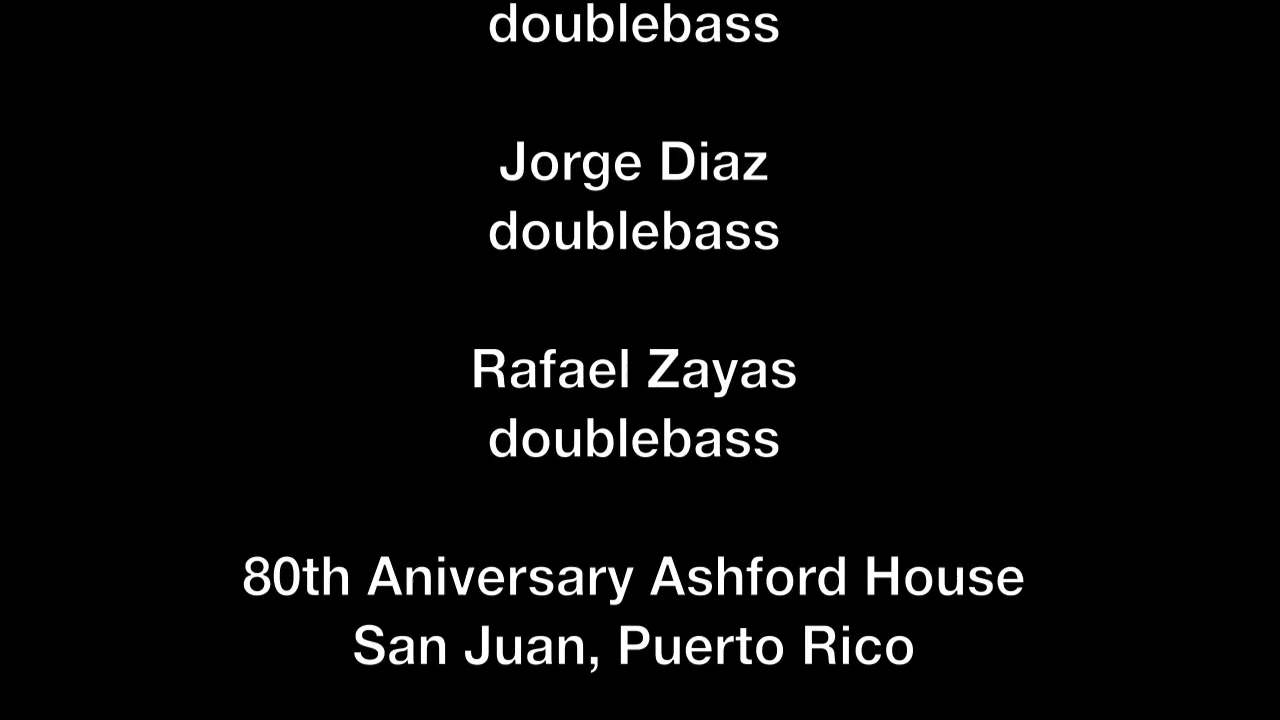 doublebass
Jorge Diaz
doublebass
Rafael Zayas
doublebass
80th Aniversary Ashford House
San Juan, Puerto Rico